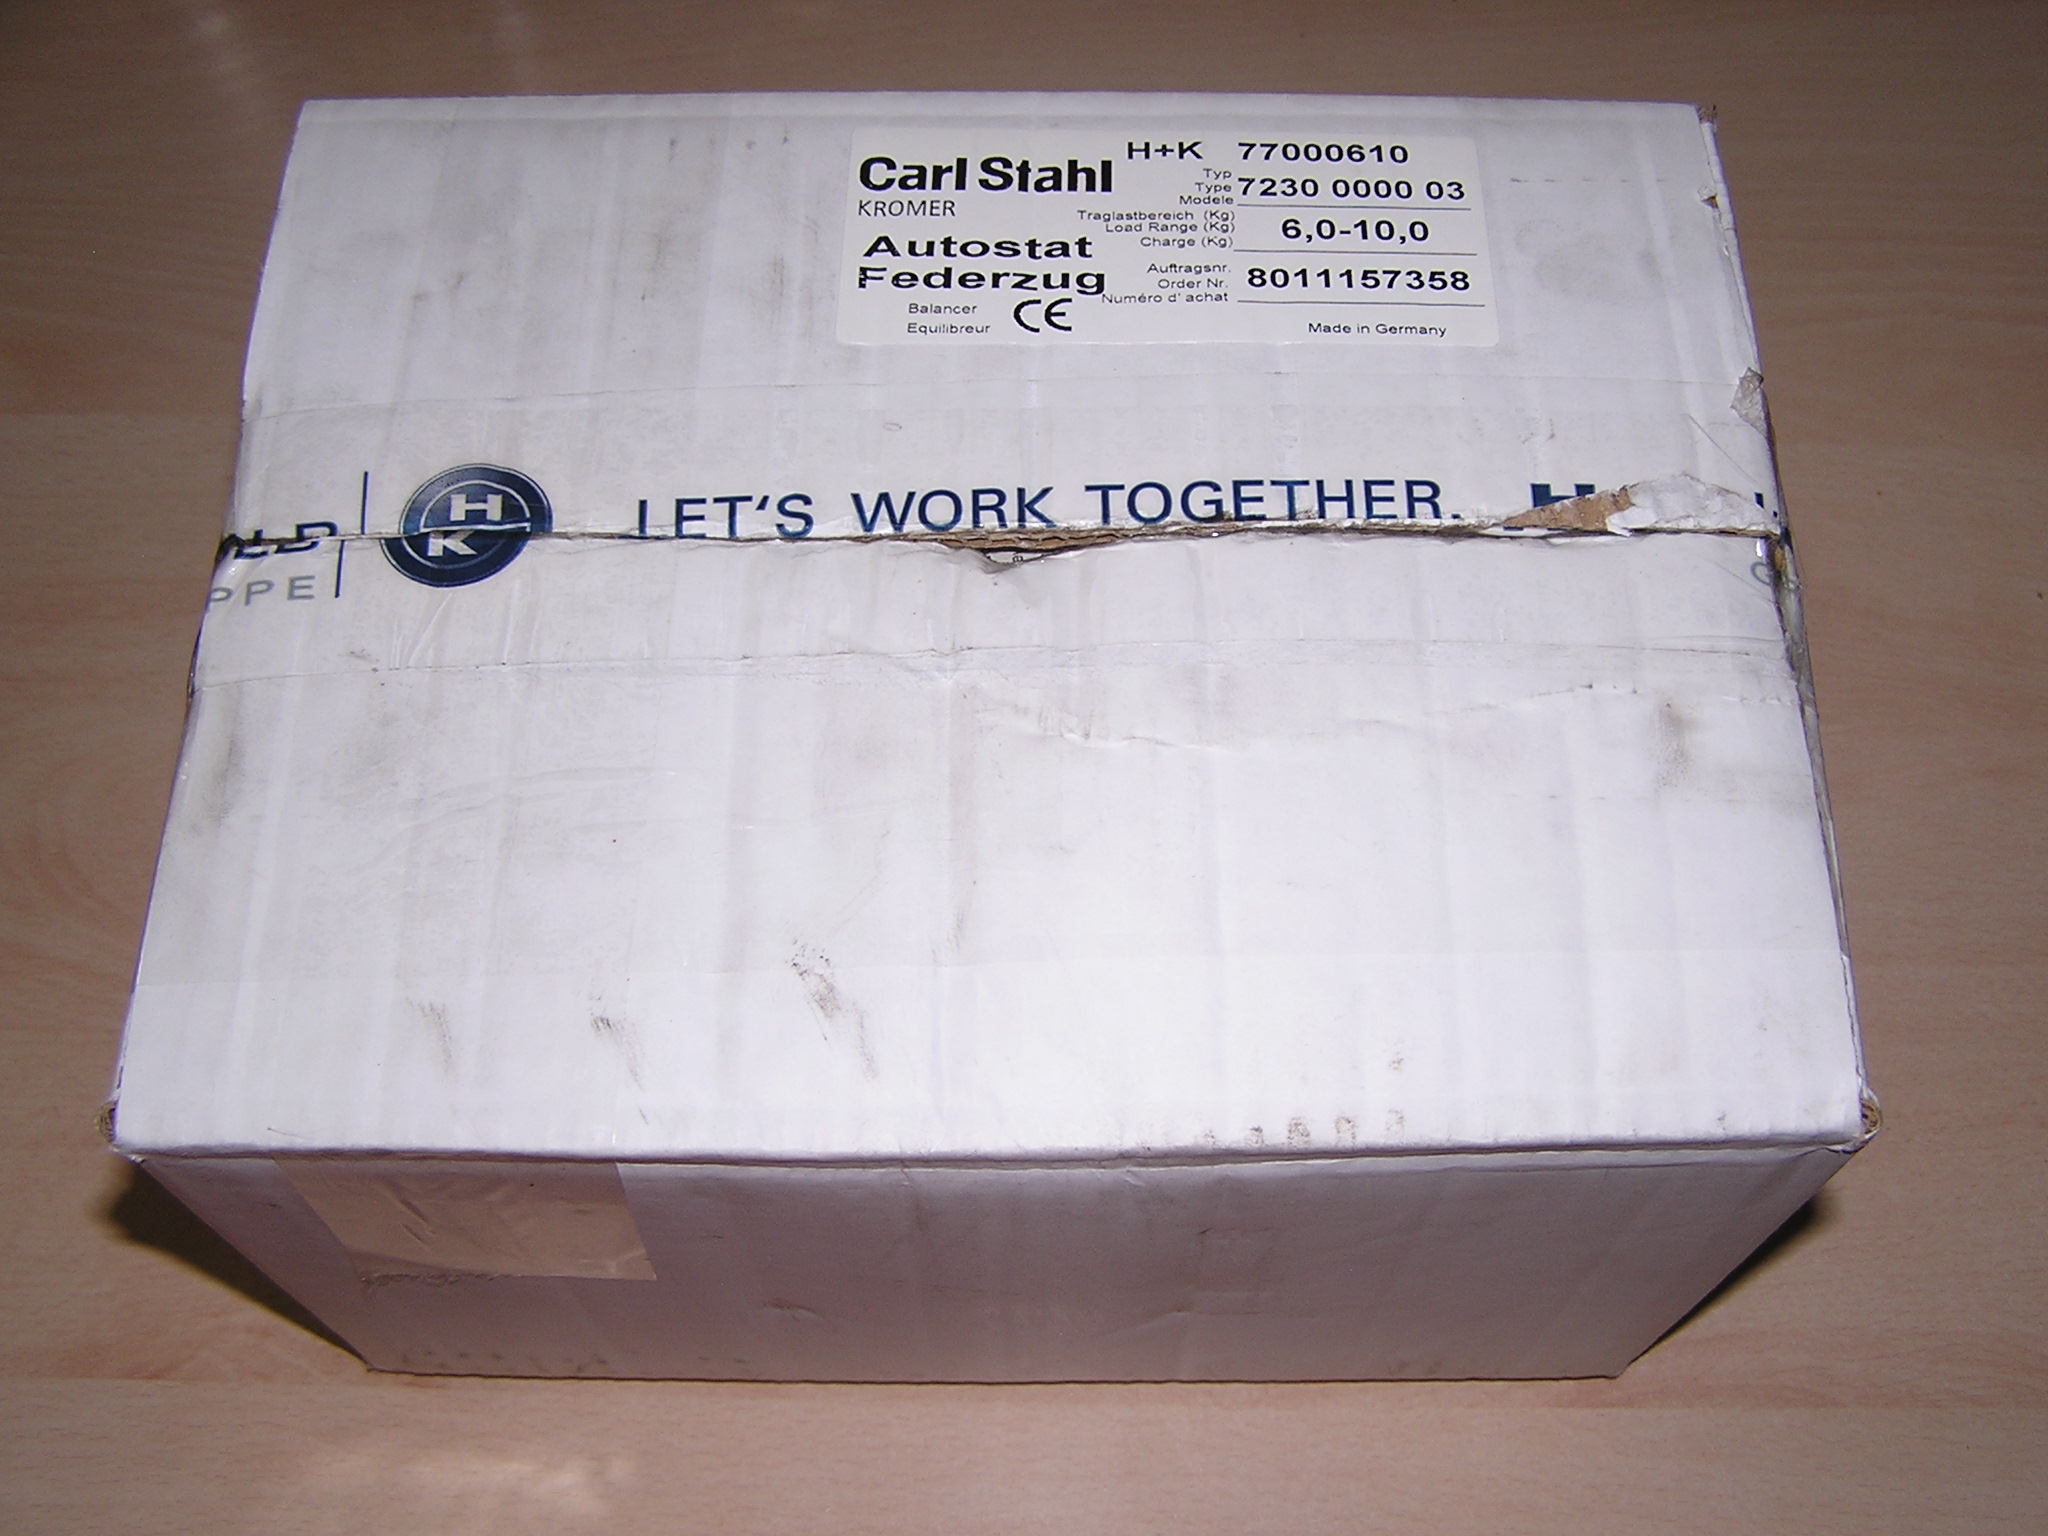 H+K 77000610
Carl Stahl
KROMER
Typ
Type 7230 0000 03
Modele
Traglastbereich (Kg)
Load Range (Kg) 6,0-10,0
Charge (Kg)
Autostat
Federzug
Auftragsnr.
Order Nr. 8011157358
Numéro d' achat
Balancer
Equilibreur
CE
Made in Germany
HK
LET'S WORK TOGETHER.
PPE